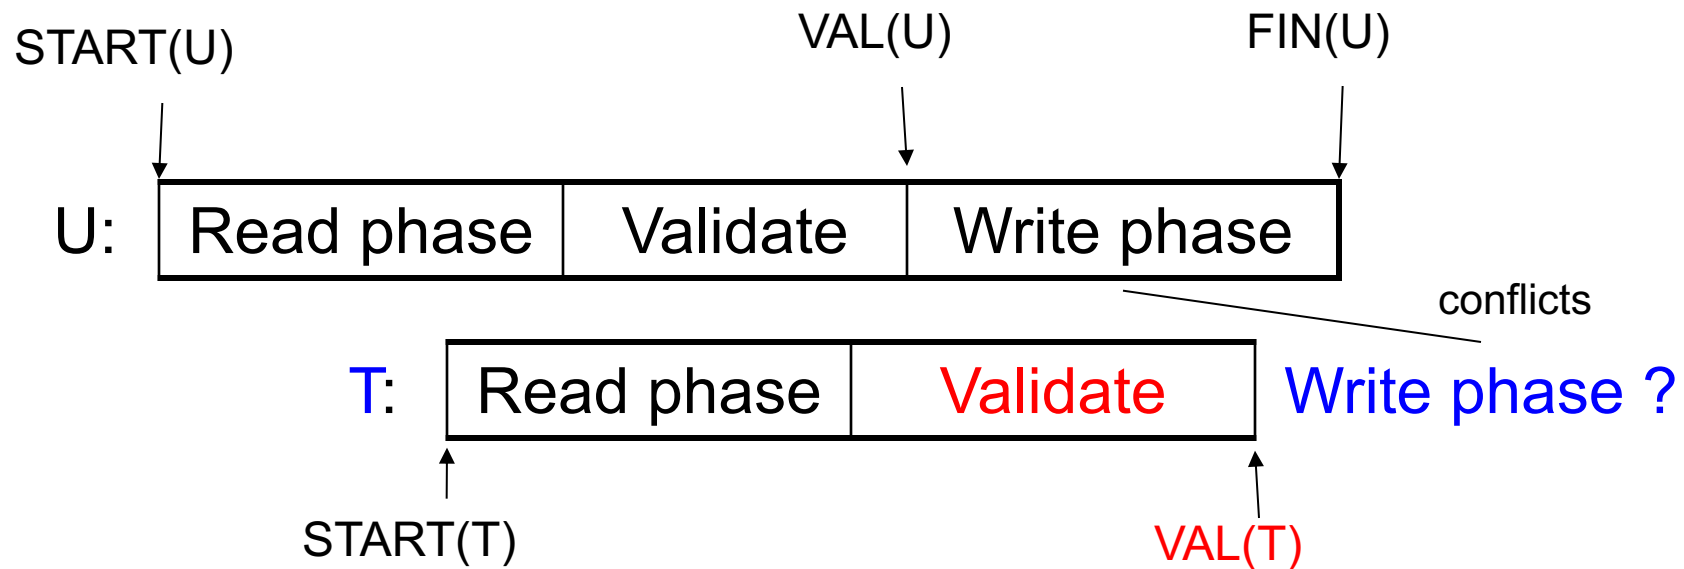 START(U) VAL(U) FIN(U)
U: Read phase Validate Write phase
conflicts
T: Read phase Validate Write phase ?
START(T) VAL(T)